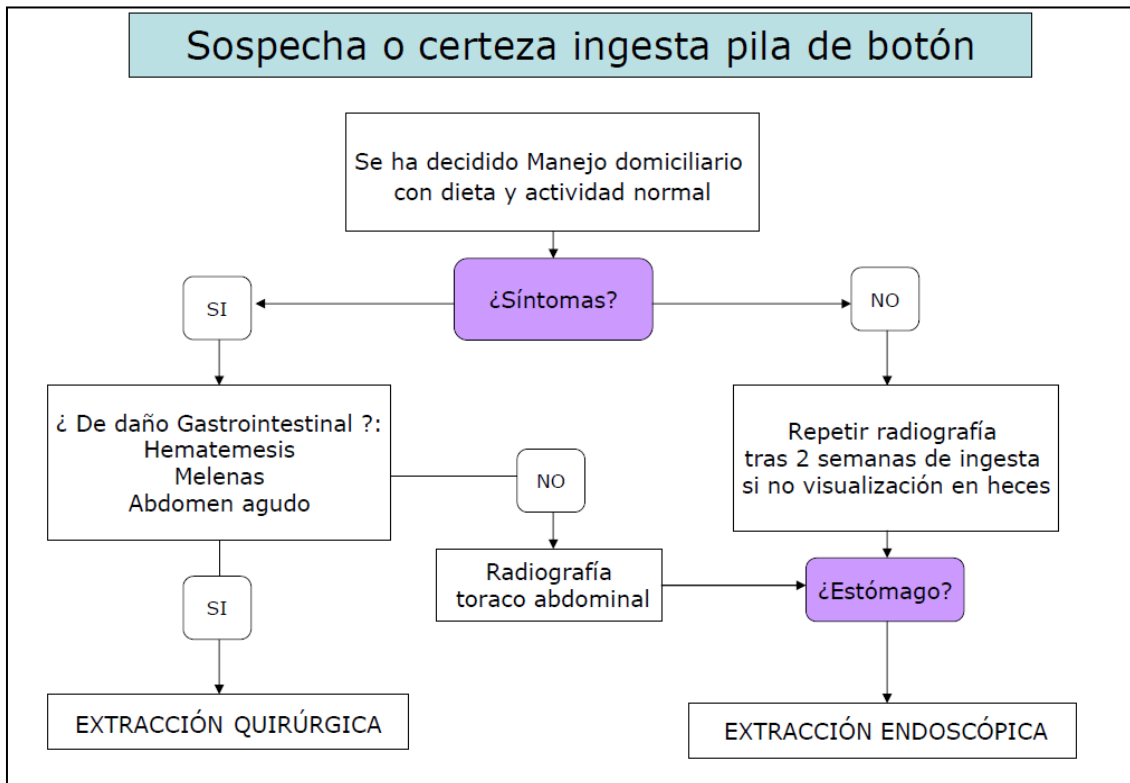 Sospecha o certeza ingesta pila de botón
Se ha decidido Manejo domiciliario
con dieta y actividad normal
¿Síntomas?
SI
NO
¿ De daño Gastrointestinal ?:
Hematemesis
Melenas
Abdomen agudo
NO
Repetir radiografía
tras 2 semanas de ingesta
si no visualización en heces
SI
Radiografía
toraco abdominal
¿Estómago?
EXTRACCIÓN QUIRÚRGICA
EXTRACCIÓN ENDOSCÓPICA